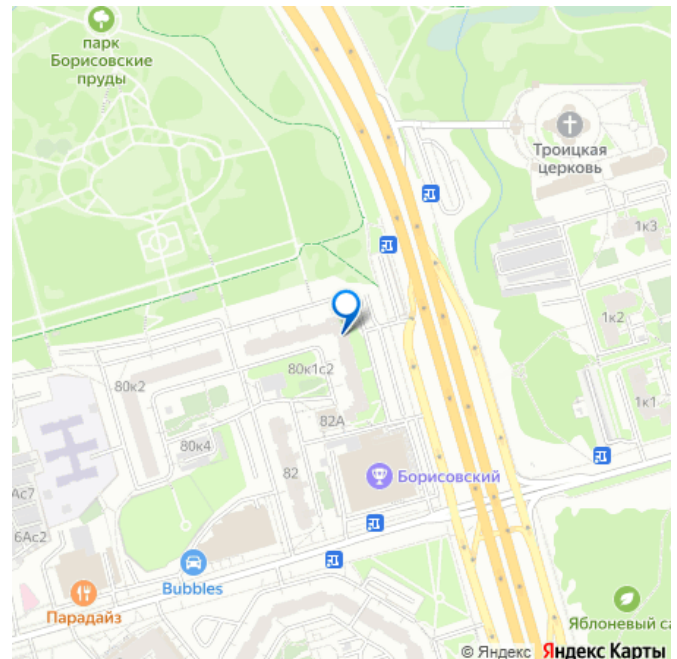 парк
Борисовские
пруды
Троицкая
церковь
1к3
1к2
80к1с2
80к2
1к1
82А
80к4
82
Борисовский
Ас7
6Ас2
Bubbles
Парадайз
Яблоневый са
© Яндекс Яндекс Карты